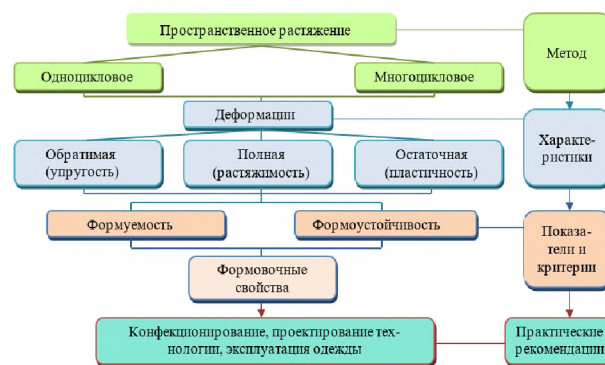 Пространственное растяжение
Метод
Одноцикловое
Многоцикловое
Деформации
Характе-
ристики
Обратимая
(упругость)
Полная
(растяжимость)
Остаточная
(пластичность)
Формуемость
Формоустойчивость
Показа-
тели и
критерии
Формовочные
свойства
Конфекционирование, проектирование тех-
нологии, эксплуатация одежды
Практические
рекомендации